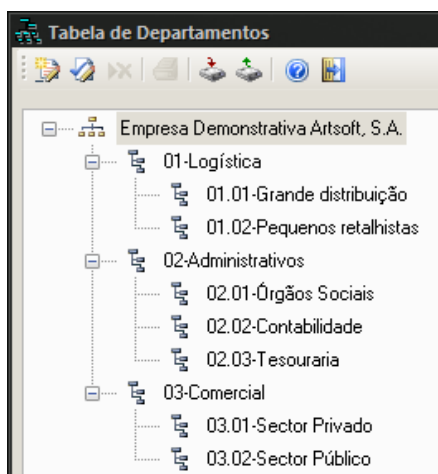 Tabela de Departamentos
Empresa Demonstrativa Artsoft, S.A.
01-Logística
01.01-Grande distribuição
01.02-Pequenos retalhistas
02-Administrativos
02.01-Órgãos Sociais
02.02-Contabilidade
02.03-Tesouraria
03-Comercial
03.01-Sector Privado
03.02-Sector Público